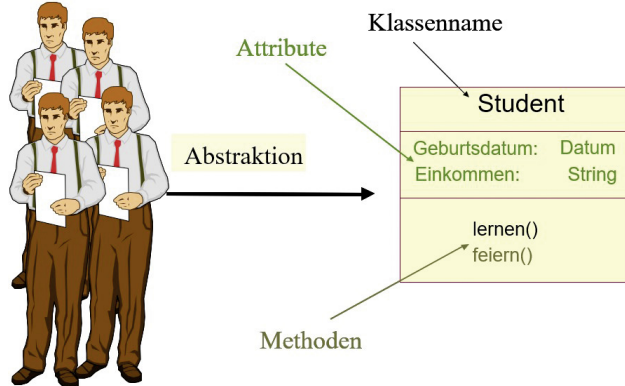 Klassenname
Attribute
Student
Geburtsdatum: Datum
Einkommen: String
Abstraktion
lernen()
feiern()
Methoden